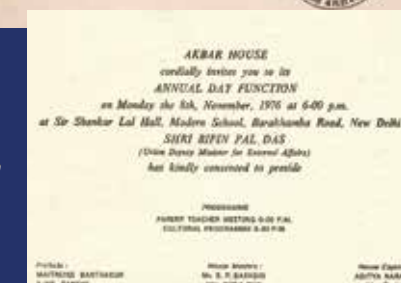 AKBAR HOUSE
cordially invites you to its
ANNUAL DAY FUNCTION
on Monday the 8th, November, 1976 at 6-00 p.m.
at Sir Shankar Lal Hall, Modern School, Barakhamba Road, New Delhi
SHRI BIPIN PAL DAS
(Union Deputy Minister for External Affairs)
has kindly consented to preside
PROGRAMME
PARENT TEACHER MEETING 6-00 P.M.
CULTURAL PROGRAMME 6-40 P.M.
Prefects : House Masters : House Captain